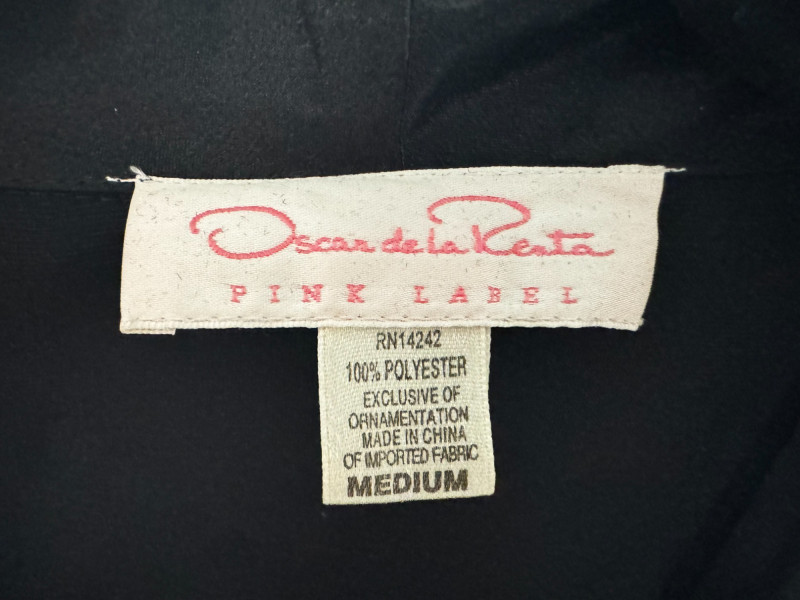 Oscar de la Renta
PINK LABEL
RN14242
100% POLYESTER
EXCLUSIVE OF
ORNAMENTATION
MADE IN CHINA
OF IMPORTED FABRIC
MEDIUM